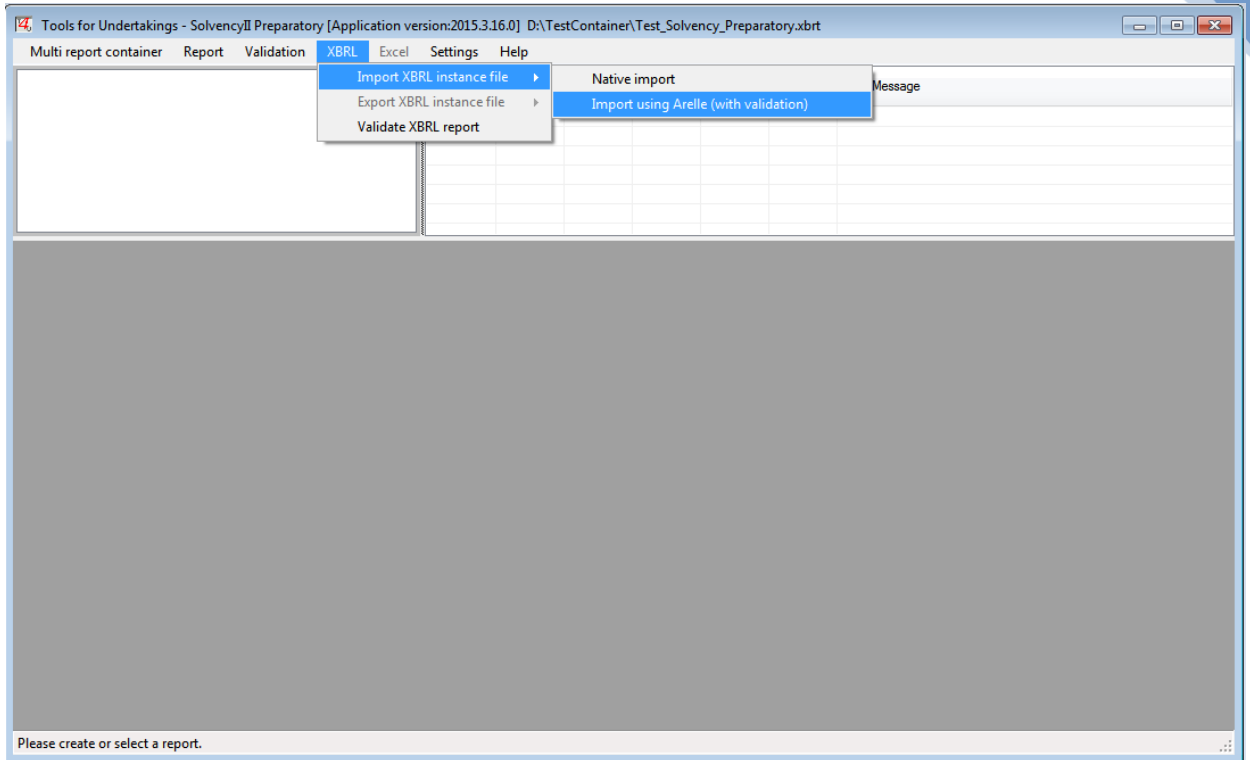 Tools for Undertakings - SolvencyII Preparatory [Application version:2015.3.16.0]  D:\TestContainer\Test_Solvency_Preparatory.xbrt
Multi report container Report Validation XBRL Excel Settings Help
Import XBRL instance file
Native import
Message
Export XBRL instance file
Import using Arelle (with validation)
Validate XBRL report
Please create or select a report.